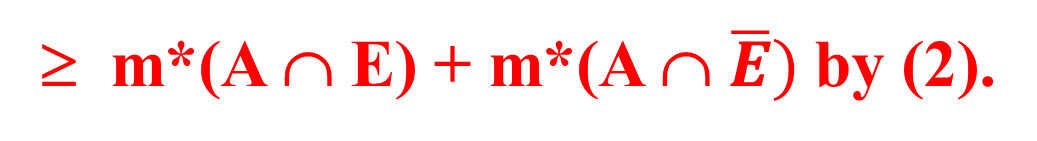 ≥ m*(A ∩ E) + m*(A ∩ E̅) by (2).